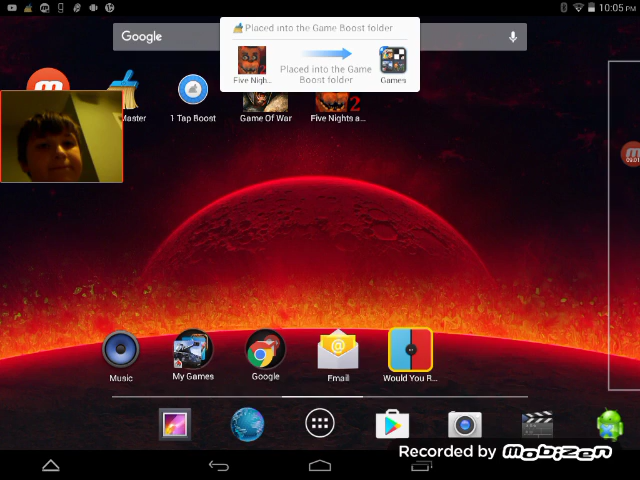 10:05 PM
Placed into the Game Boost folder
Google
Five Nigh..
Placed into the Game
Boost folder
Games
Master
1 Tap Boost
Game Of War
Five Nights a...
2
09:01
Music
My Games
Google
Email
Would You R...
Recorded by mobizen